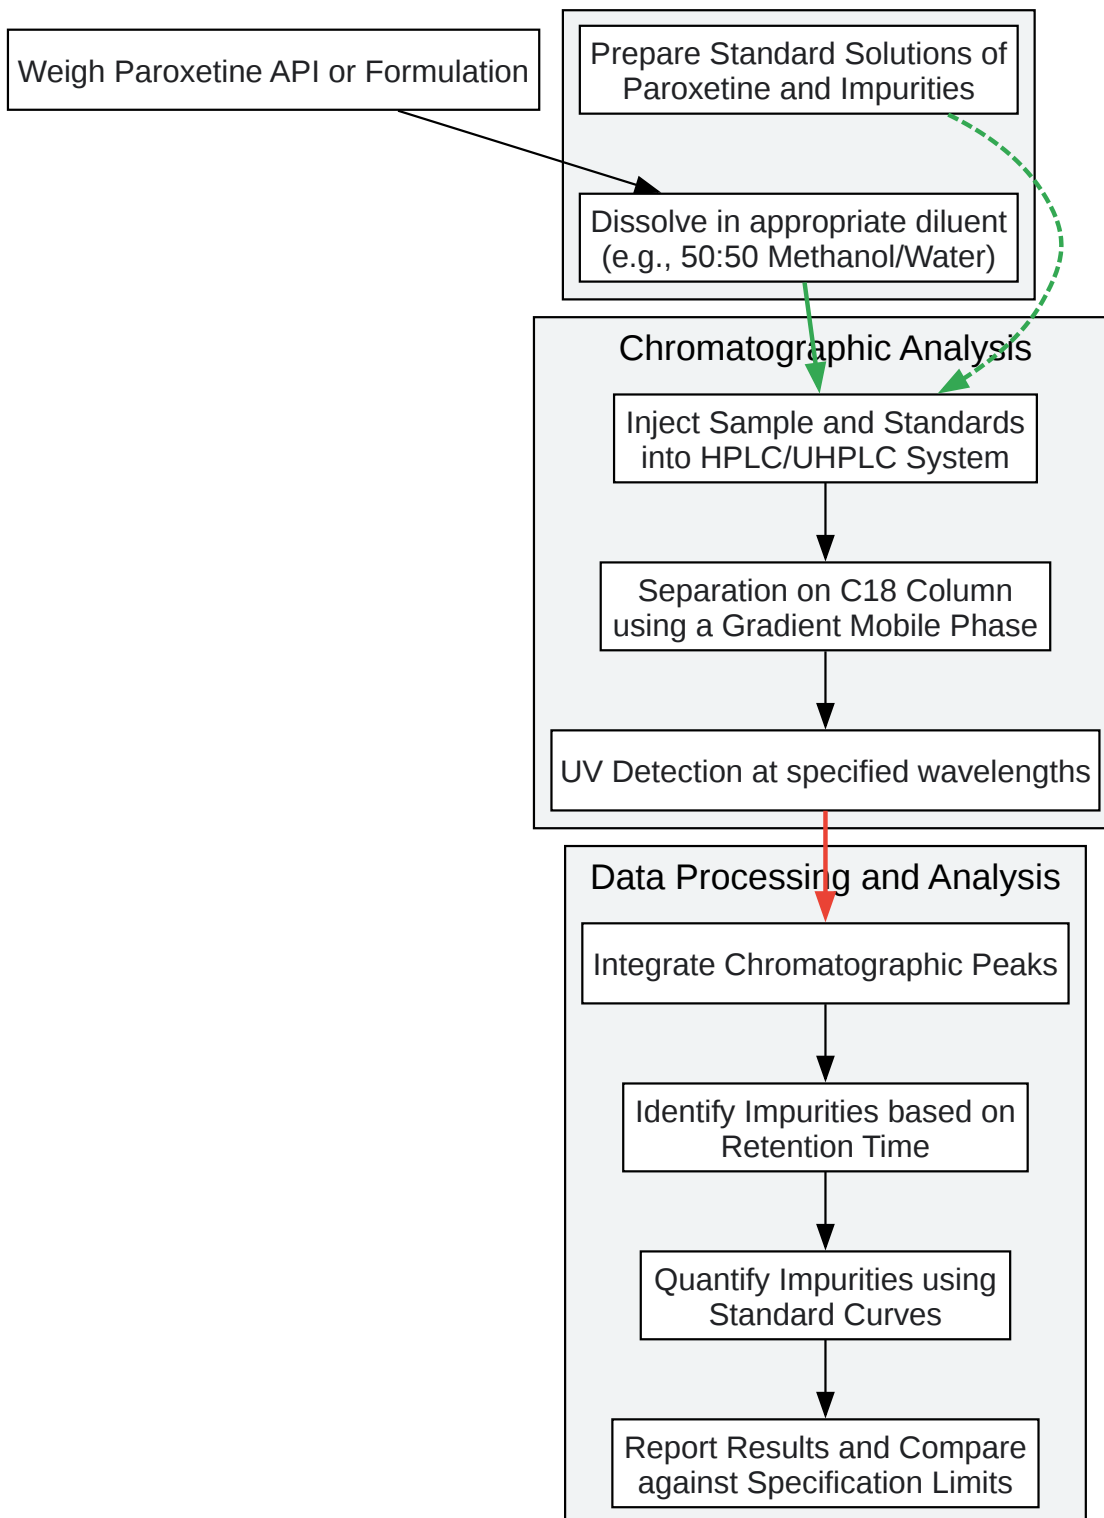 Weigh Paroxetine API or Formulation
Prepare Standard Solutions of
Paroxetine and Impurities
Dissolve in appropriate diluent
(e.g., 50:50 Methanol/Water)
Chromatographic Analysis
Inject Sample and Standards
into HPLC/UHPLC System
Separation on C18 Column
using a Gradient Mobile Phase
UV Detection at specified wavelengths
Data Processing and Analysis
Integrate Chromatographic Peaks
Identify Impurities based on
Retention Time
Quantify Impurities using
Standard Curves
Report Results and Compare
against Specification Limits